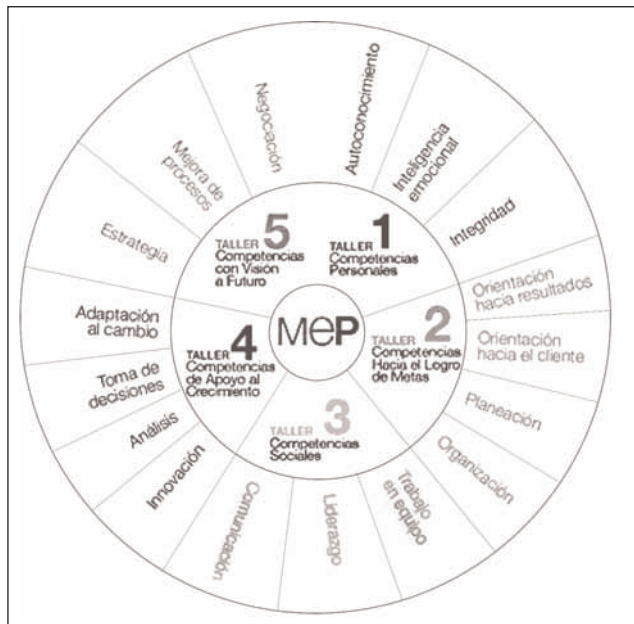 MeP
TALLER 1
Competencias
Personales
Autoconocimiento
Inteligencia
emocional
Integridad
TALLER 2
Competencias
Hacia el Logro
de Metas
Orientación
hacia resultados
Orientación
hacia el cliente
Planeación
Organización
TALLER 3
Competencias
Sociales
Trabajo
en equipo
Liderazgo
Comunicación
TALLER 4
Competencias
de Apoyo al
Crecimiento
Innovación
Análisis
Toma de
decisiones
Adaptación
al cambio
TALLER 5
Competencias
con Visión
a Futuro
Estrategia
Mejora de
procesos
Negociación